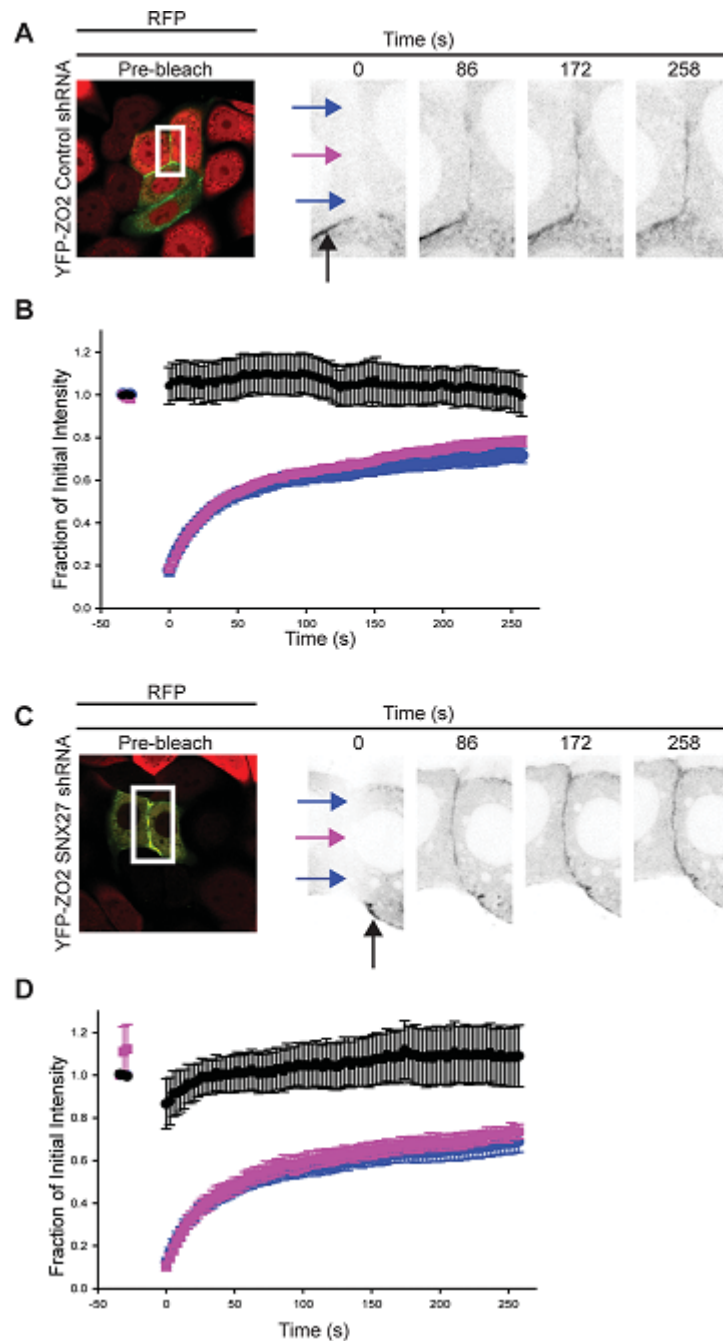 A
RFP
Time (s)
Pre-bleach 0 86 172 258
YFP-ZO2 Control shRNA
B
Fraction of Initial Intensity
1.2
1.0
0.8
0.6
0.4
0.2
0.0
-50 0 50 100 150 200 250
Time (s)
C
RFP
Time (s)
Pre-bleach 0 86 172 258
YFP-ZO2 SNX27 shRNA
D
Fraction of Initial Intensity
1.2
1.0
0.8
0.6
0.4
0.2
0.0
-50 0 50 100 150 200 250
Time (s)